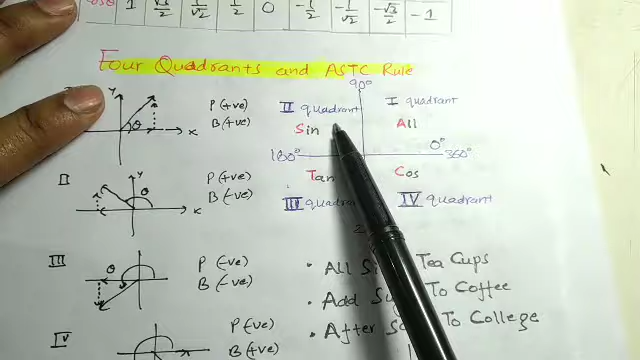 cosθ 1 √3/2 1/√2 1/2 0 -1/2 -1/√2 -√3/2 -1
Four Quadrants and ASTC Rule
90°
Y
θ
X
P (+ve)
B (+ve)
II quadrant
Sin
I quadrant
All
180°
0°
360°
II
Y
θ
X
P (+ve)
B (-ve)
Tan
III
Cos
IV quadrant
III
θ
P (-ve)
B (-ve)
• All Tea Cups
• Add To Coffee
• After To College
IV
P (-ve)
B (+ve)